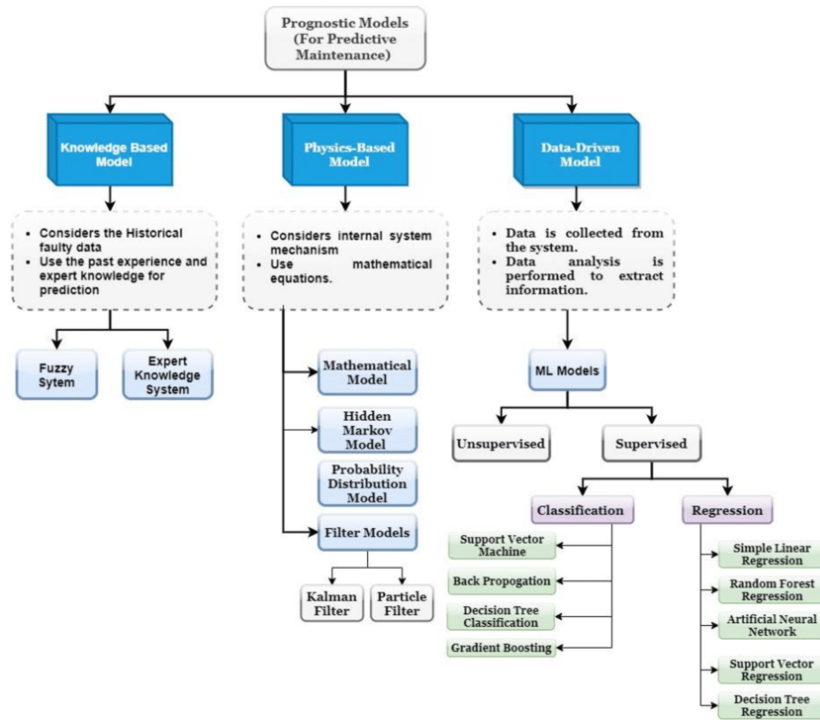 Prognostic Models
(For Predictive
Maintenance)
Knowledge Based
Model
Physics-Based
Model
Data-Driven
Model
• Considers the Historical
faulty data
• Use the past experience and
expert knowledge for
prediction
• Considers internal system
mechanism
• Use mathematical
equations.
• Data is collected from
the system.
• Data analysis is
performed to extract
information.
Fuzzy
Sytem
Expert
Knowledge
System
Mathematical
Model
Hidden
Markov
Model
Probability
Distribution
Model
Filter Models
Kalman
Filter
Particle
Filter
ML Models
Unsupervised
Supervised
Classification
Regression
Support Vector
Machine
Back Propogation
Decision Tree
Classification
Gradient Boosting
Simple Linear
Regression
Random Forest
Regression
Artificial Neural
Network
Support Vector
Regression
Decision Tree
Regression